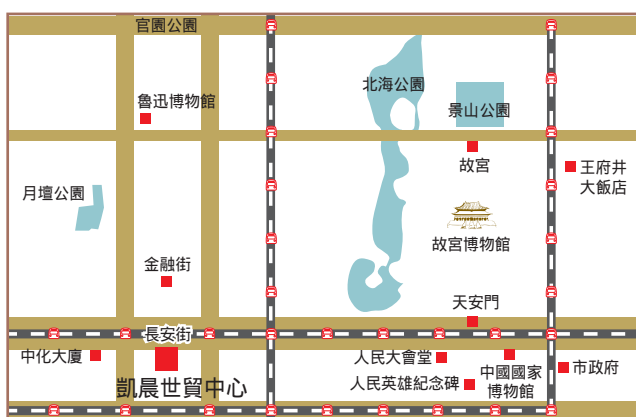 官園公園
北海公園
魯迅博物館
景山公園
故宮
王府井
大飯店
月壇公園
故宮博物館
金融街
天安門
長安街
中化大廈
人民大會堂
中國國家
博物館
市政府
凱晨世貿中心
人民英雄紀念碑